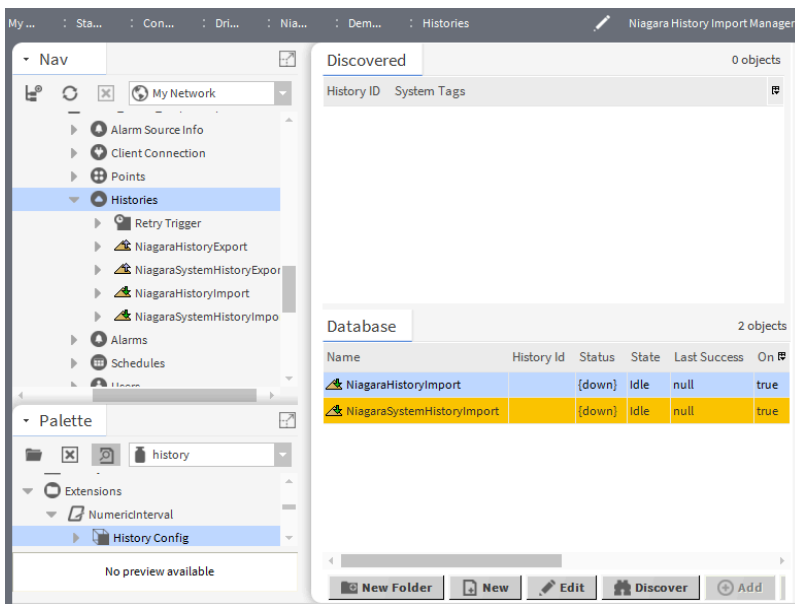 My ... : Sta... : Con... : Dri... : Nia... : Dem... : Histories Niagara History Import Manager
Nav
My Network
Alarm Source Info
Client Connection
Points
Histories
Retry Trigger
NiagaraHistoryExport
NiagaraSystemHistoryExpor
NiagaraHistoryImport
NiagaraSystemHistoryImpo
Alarms
Schedules
Palette
history
Extensions
NumericInterval
History Config
No preview available
Discovered 0 objects
History ID System Tags
Database 2 objects
Name History Id Status State Last Success On
NiagaraHistoryImport {down} Idle null true
NiagaraSystemHistoryImport {down} Idle null true
New Folder New Edit Discover Add